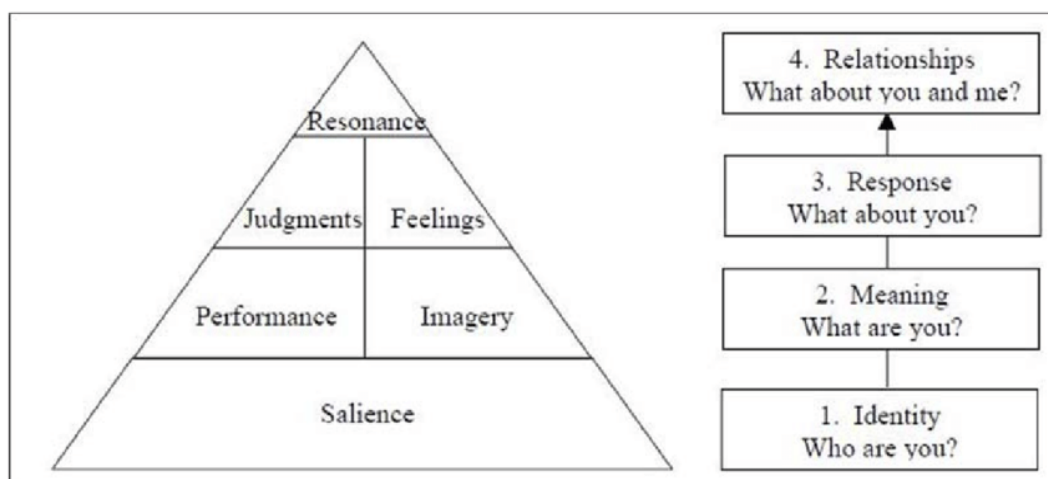 Resonance
Judgments Feelings
Performance Imagery
Salience
4. Relationships
What about you and me?
3. Response
What about you?
2. Meaning
What are you?
1. Identity
Who are you?